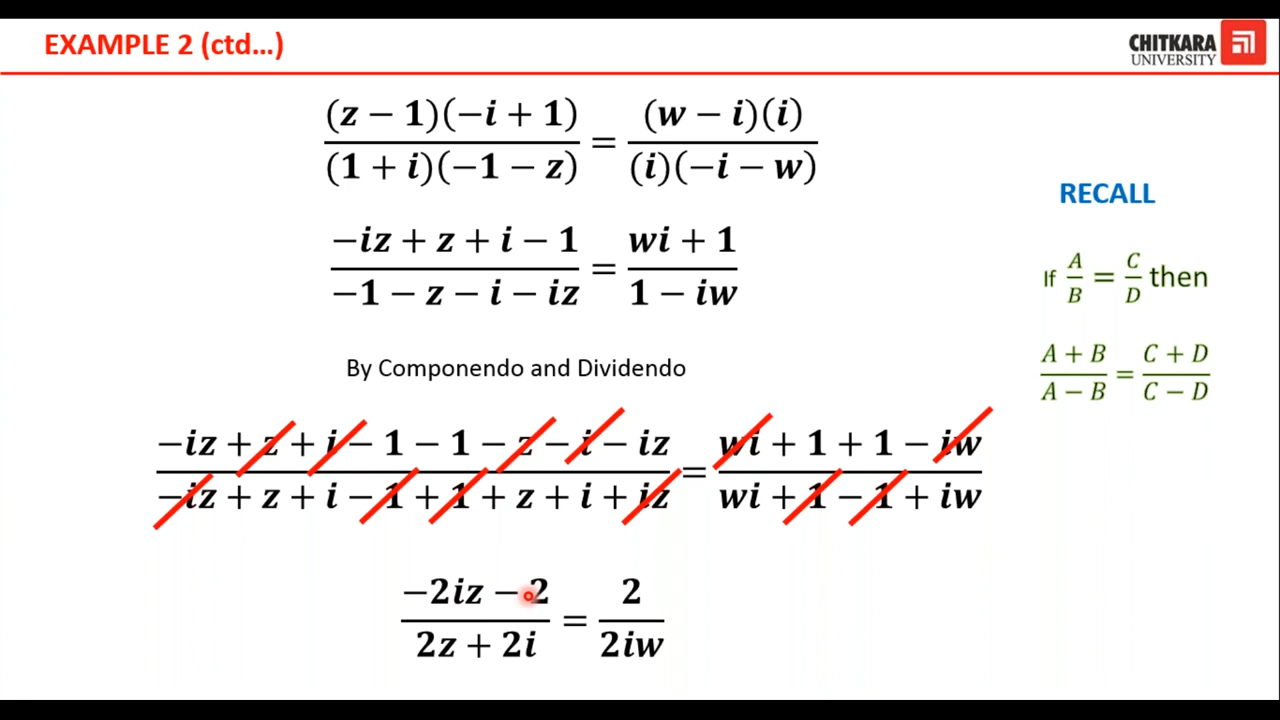 EXAMPLE 2 (ctd…)
CHITKARA
UNIVERSITY
(z − 1)(−i + 1) / (1 + i)(−1 − z) = (w − i)(i) / (i)(−i − w)
−iz + z + i − 1 / −1 − z − i − iz = wi + 1 / 1 − iw
By Componendo and Dividendo
−iz + z + i − 1 − 1 − z − i − iz / −iz + z + i − 1 + 1 + z + i + iz = wi + 1 + 1 − iw / wi + 1 − 1 + iw
−2iz − 2 / 2z + 2i = 2 / 2iw
RECALL
If A/B = C/D then
A + B / A − B = C + D / C − D